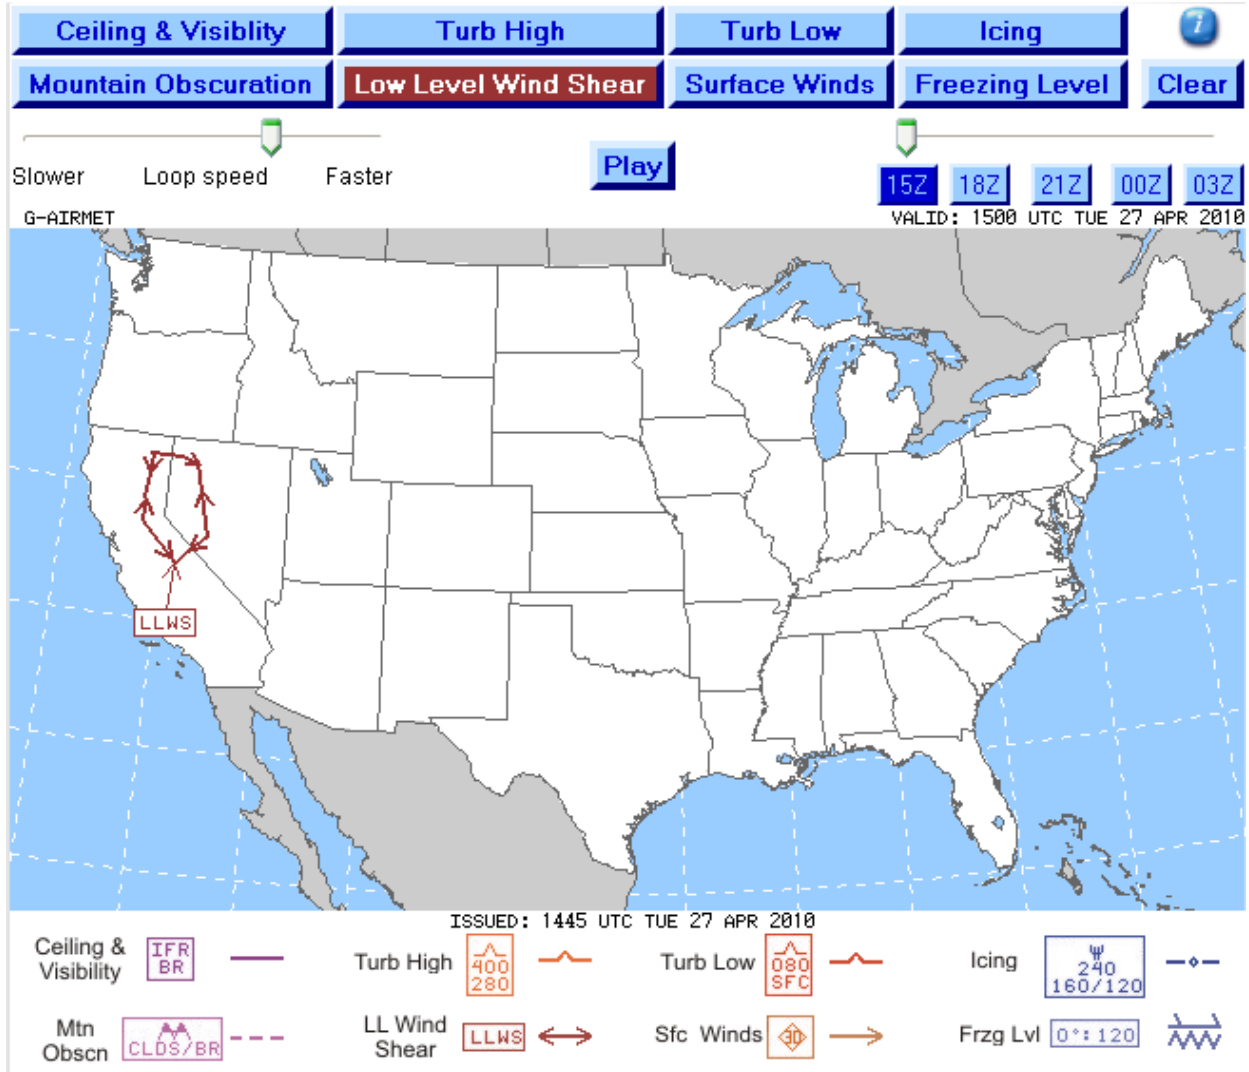 Ceiling & Visiblity Turb High Turb Low Icing i
Mountain Obscuration Low Level Wind Shear Surface Winds Freezing Level Clear
Slower Loop speed Faster
Play
15Z 18Z 21Z 00Z 03Z
G-AIRMET
VALID: 1500 UTC TUE 27 APR 2010
LLWS
ISSUED: 1445 UTC TUE 27 APR 2010
Ceiling &
Visibility
IFR
BR
Turb High
400
280
Turb Low
080
SFC
Icing
240
160/120
Mtn
Obscn
CLDS/BR
LL Wind
Shear
LLWS
Sfc Winds
30
Frzg Lvl
0°:120